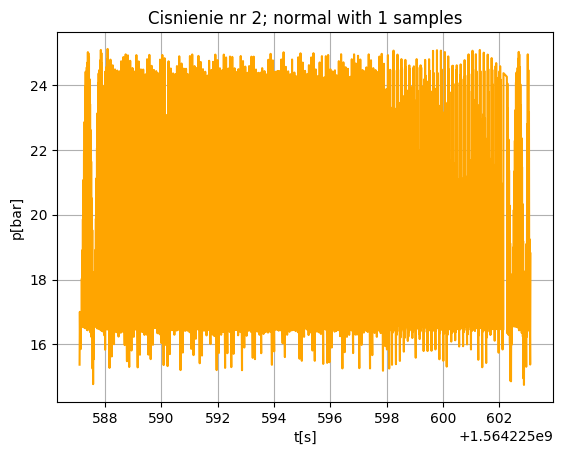 Cisnienie nr 2; normal with 1 samples
24
22
20
18
16
p[bar]
588 590 592 594 596 598 600 602
t[s]
+1.564225e9